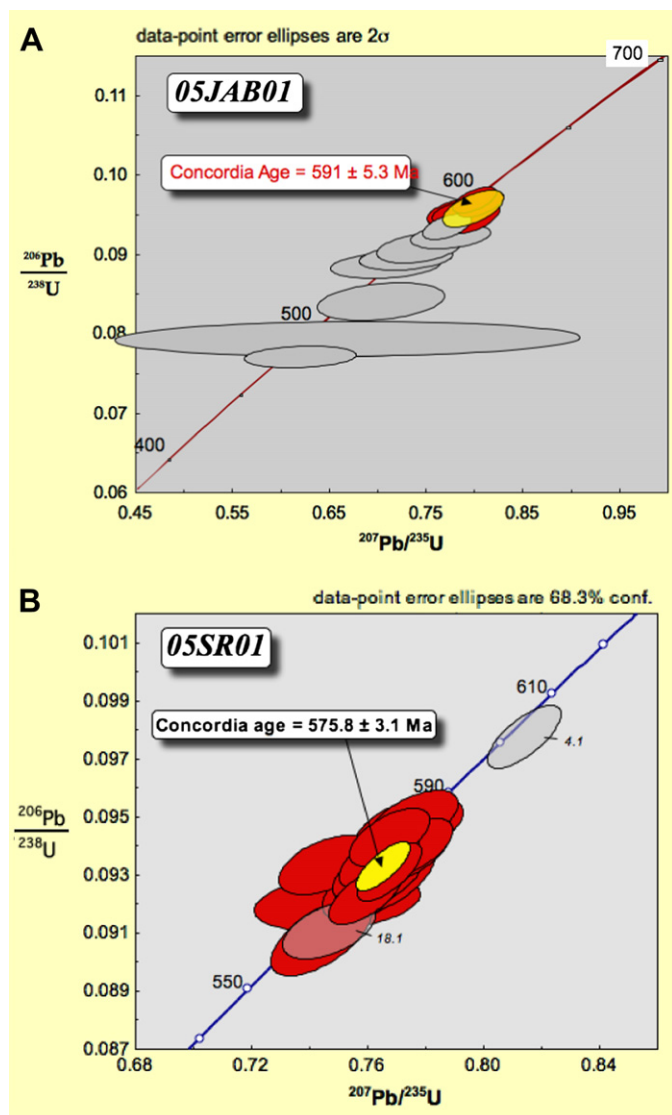 A
data-point error ellipses are 2σ
05JAB01
700
0.11
Concordia Age = 591 ± 5.3 Ma
600
0.10
206Pb
238U
0.09
500
0.08
0.07
400
0.06
0.45 0.55 0.65 0.75 0.85 0.95
207Pb/235U
B
data-point error ellipses are 68.3% conf.
05SR01
0.101
610
0.099
Concordia age = 575.8 ± 3.1 Ma
4.1
0.097
590
0.095
206Pb
238U
0.093
0.091
18.1
550
0.089
0.087
0.68 0.72 0.76 0.80 0.84
207Pb/235U